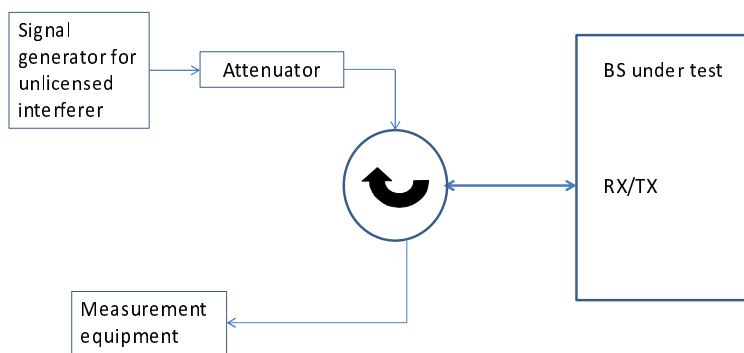 Signal
generator for
unlicensed
interferer
Attenuator
BS under test
RX/TX
Measurement
equipment